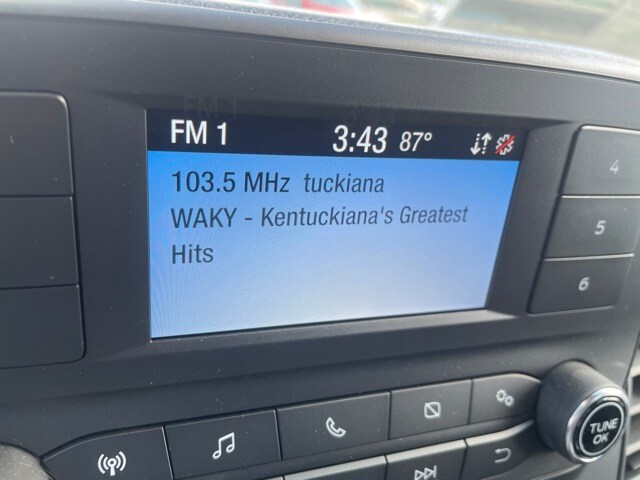 FM 1 3:43 87°
103.5 MHz tuckiana
WAKY - Kentuckiana's Greatest
Hits
4
5
6
TUNE
OK